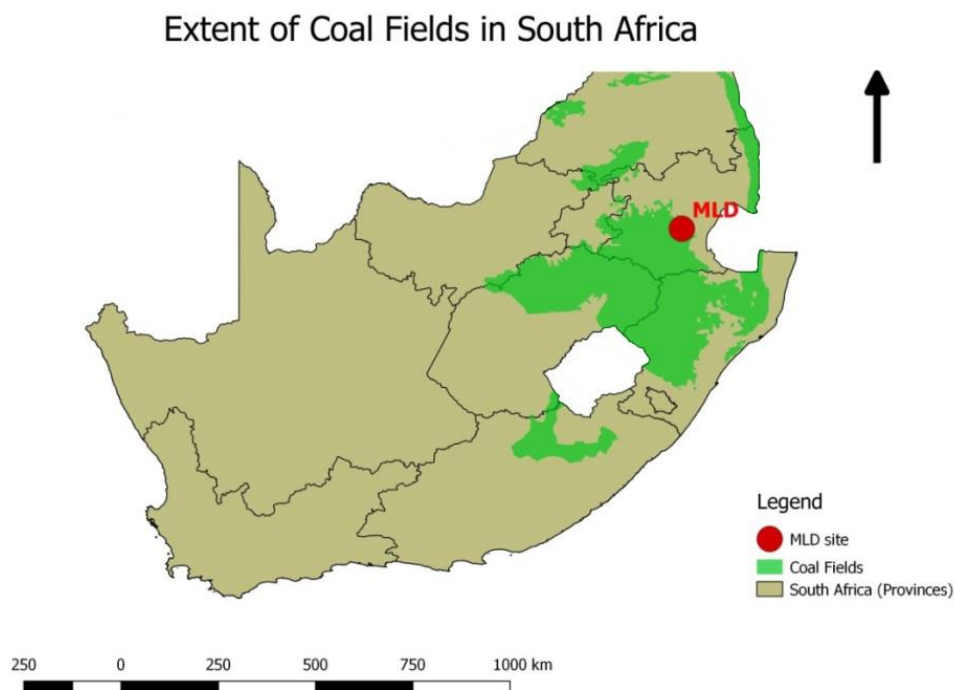 Extent of Coal Fields in South Africa
MLD
Legend
MLD site
Coal Fields
South Africa (Provinces)
250 0 250 500 750 1000 km